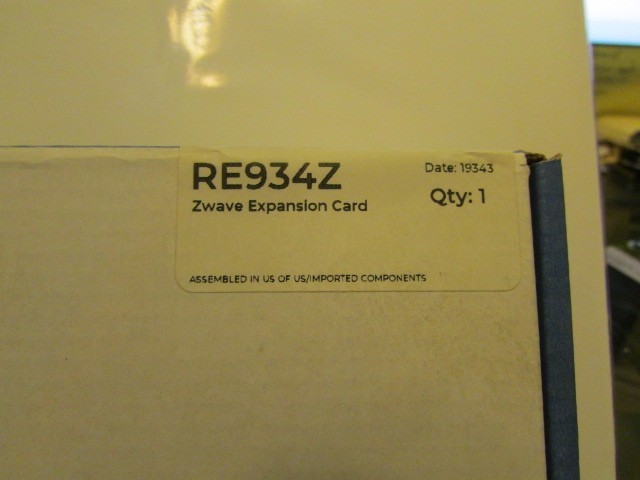 RE934Z
Date: 19343
Zwave Expansion Card
Qty: 1
ASSEMBLED IN US OF US/IMPORTED COMPONENTS